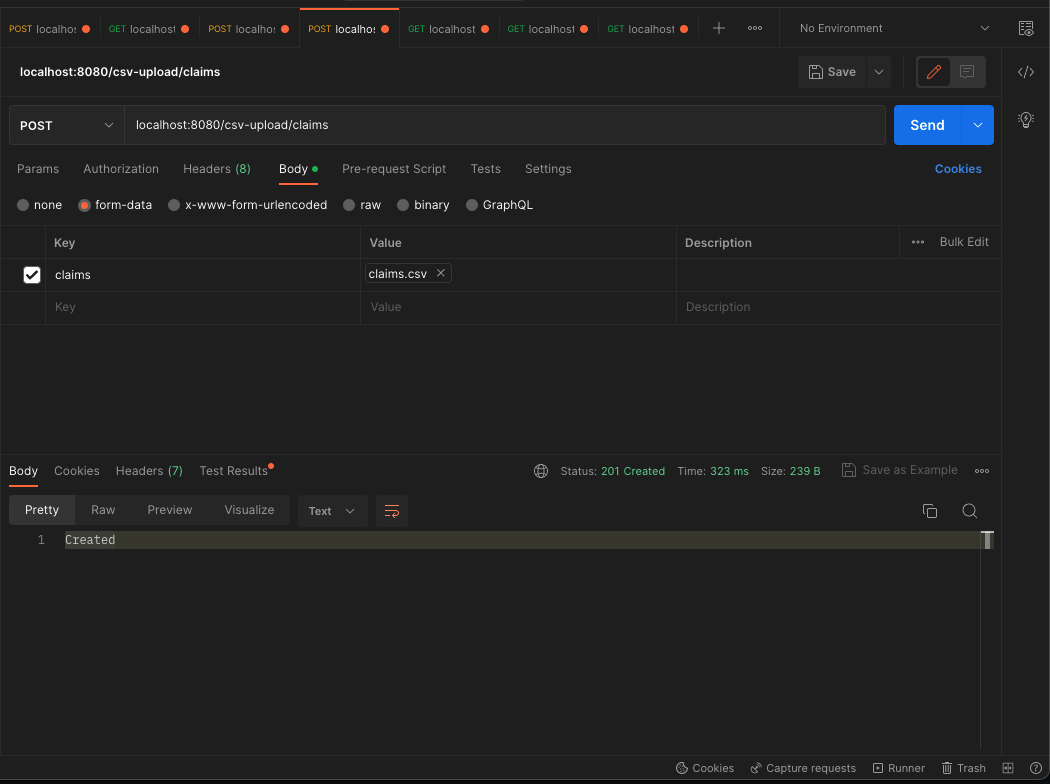 POST localhos GET localhost POST localhos POST localhos GET localhost GET localhost GET localhost No Environment
localhost:8080/csv-upload/claims Save
POST localhost:8080/csv-upload/claims Send
Params Authorization Headers (8) Body Pre-request Script Tests Settings Cookies
none form-data x-www-form-urlencoded raw binary GraphQL
Key Value Description Bulk Edit
claims claims.csv
Key Value Description
Body Cookies Headers (7) Test Results Status: 201 Created Time: 323 ms Size: 239 B Save as Example
Pretty Raw Preview Visualize Text
1 Created
Cookies Capture requests Runner Trash